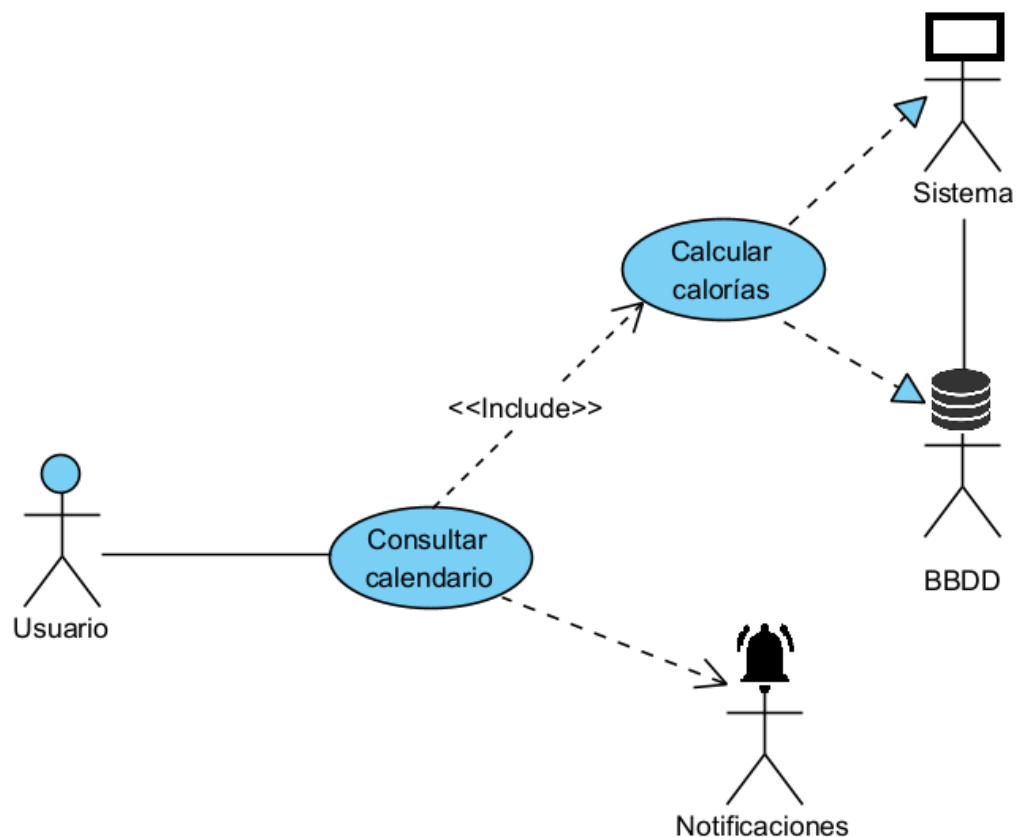 Sistema
Calcular
calorías
<<Include>>
Consultar
calendario
BBDD
Usuario
Notificaciones